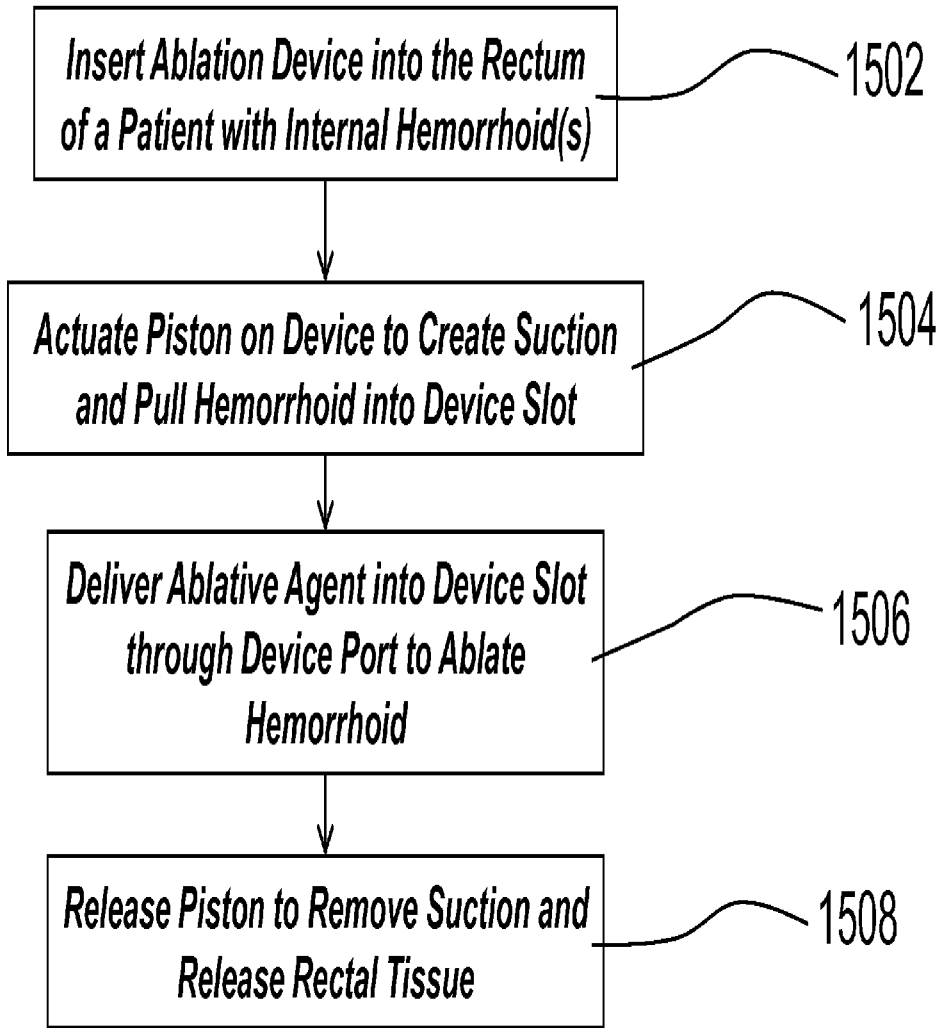 Insert Ablation Device into the Rectum
of a Patient with Internal Hemorrhoid(s)
1502
Actuate Piston on Device to Create Suction
and Pull Hemorrhoid into Device Slot
1504
Deliver Ablative Agent into Device Slot
through Device Port to Ablate
Hemorrhoid
1506
Release Piston to Remove Suction and
Release Rectal Tissue
1508